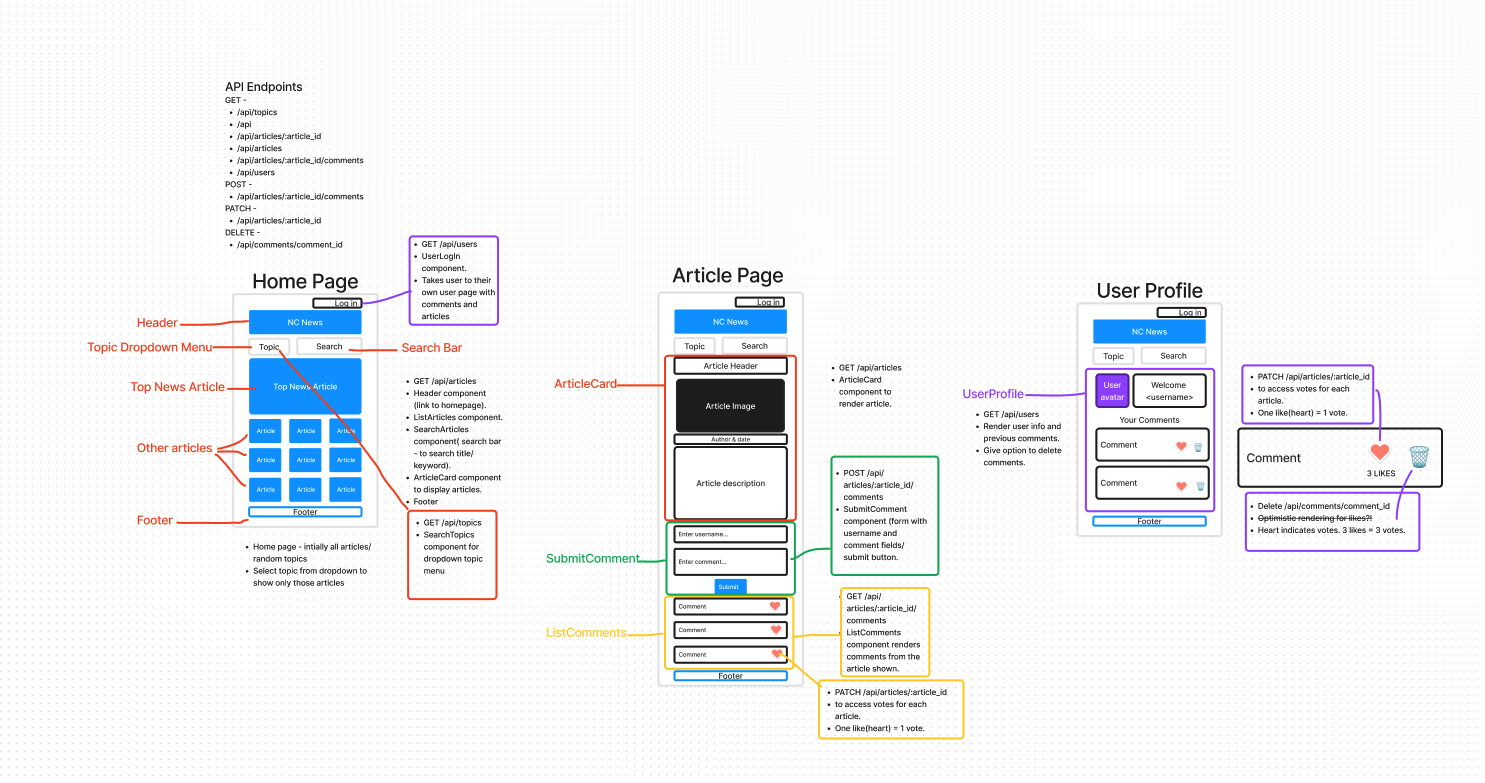 API Endpoints
GET -
• /api/topics
• /api
• /api/articles/:article_id
• /api/articles
• /api/articles/:article_id/comments
• /api/users
POST -
• /api/articles/:article_id/comments
PATCH -
• /api/articles/:article_id
DELETE -
• /api/comments/comment_id
Home Page
Log in
NC News
Topic
Search
Top News Article
Article
Article
Article
Article
Article
Article
Article
Article
Article
Footer
Header
Topic Dropdown Menu
Search Bar
Top News Article
Other articles
Footer
• GET /api/users
• UserLogIn
component.
• Takes user to their
own user page with
comments and
articles
• GET /api/articles
• Header component
(link to homepage).
• ListArticles component.
• SearchArticles
component( search bar
- to search title/
keyword).
• ArticleCard component
to display articles.
• Footer
• GET /api/topics
• SearchTopics
component for
dropdown topic
menu
• Home page - intially all articles/
random topics
• Select topic from dropdown to
show only those articles
Article Page
Log in
NC News
Topic
Search
Article Header
Article Image
Author & date
Article description
Enter username...
Enter comment...
Submit
Comment
Comment
Comment
Footer
ArticleCard
SubmitComment
ListComments
• GET /api/articles
• ArticleCard
component to
render article.
• POST /api/
articles/:article_id/
comments
• SubmitComment
component (form with
username and
comment fields/
submit button.
• GET /api/
articles/:article_id/
comments
• ListComments
component renders
comments from the
article shown.
• PATCH /api/articles/:article_id
• to access votes for each
article.
• One like(heart) = 1 vote.
User Profile
Log in
NC News
Topic
Search
User
avatar
Welcome
<username>
Your Comments
Comment
Comment
Footer
UserProfile
• GET /api/users
• Render user info and
previous comments.
• Give option to delete
comments.
• PATCH /api/articles/:article_id
• to access votes for each
article.
• One like(heart) = 1 vote.
Comment
3 LIKES
• Delete /api/comments/comment_id
• Optimistic rendering for likes?!
• Heart indicates votes. 3 likes = 3 votes.